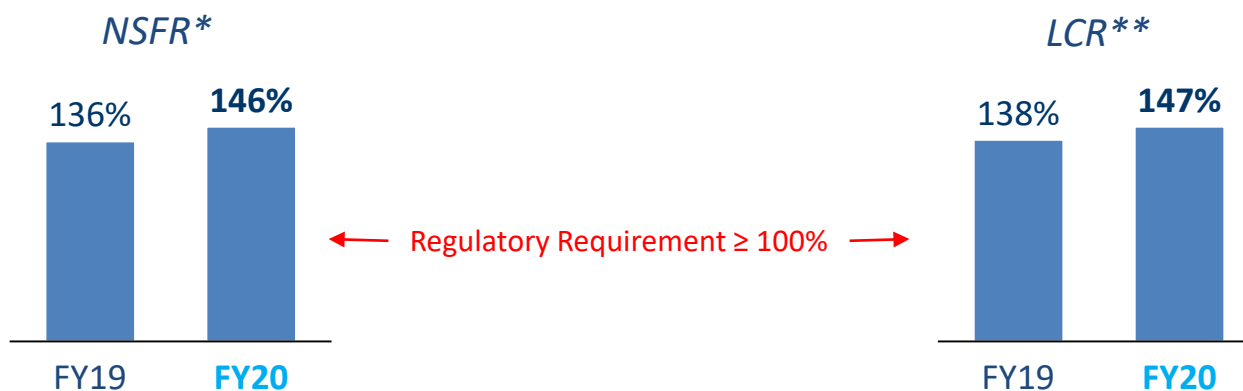 NSFR*
136%
146%
FY19
FY20
Regulatory Requirement ≥ 100%
LCR**
138%
147%
FY19
FY20